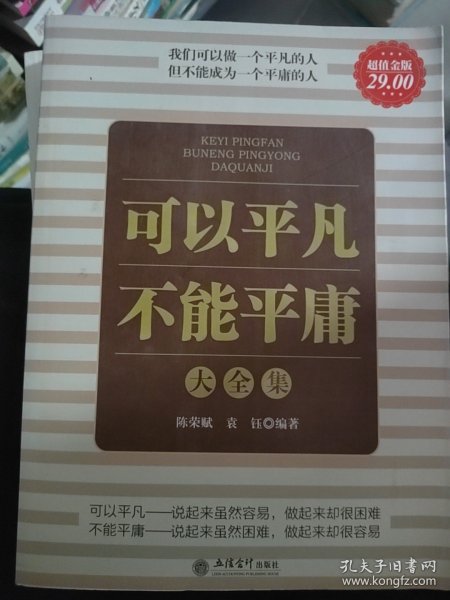 我们可以做一个平凡的人
但不能成为一个平庸的人
超值金版
29.00
KEYI PINGFAN
BUNENG PINGYONG
DAQUANJI
可以平凡
不能平庸
大全集
陈荣赋 袁 钰◎编著
可以平凡——说起来虽然容易，做起来却很困难
不能平庸——说起来虽然困难，做起来却很容易
立信会计出版社
LIXIN ACCOUNTING PUBLISHING HOUSE
孔夫子旧书网
www.kongfz.com